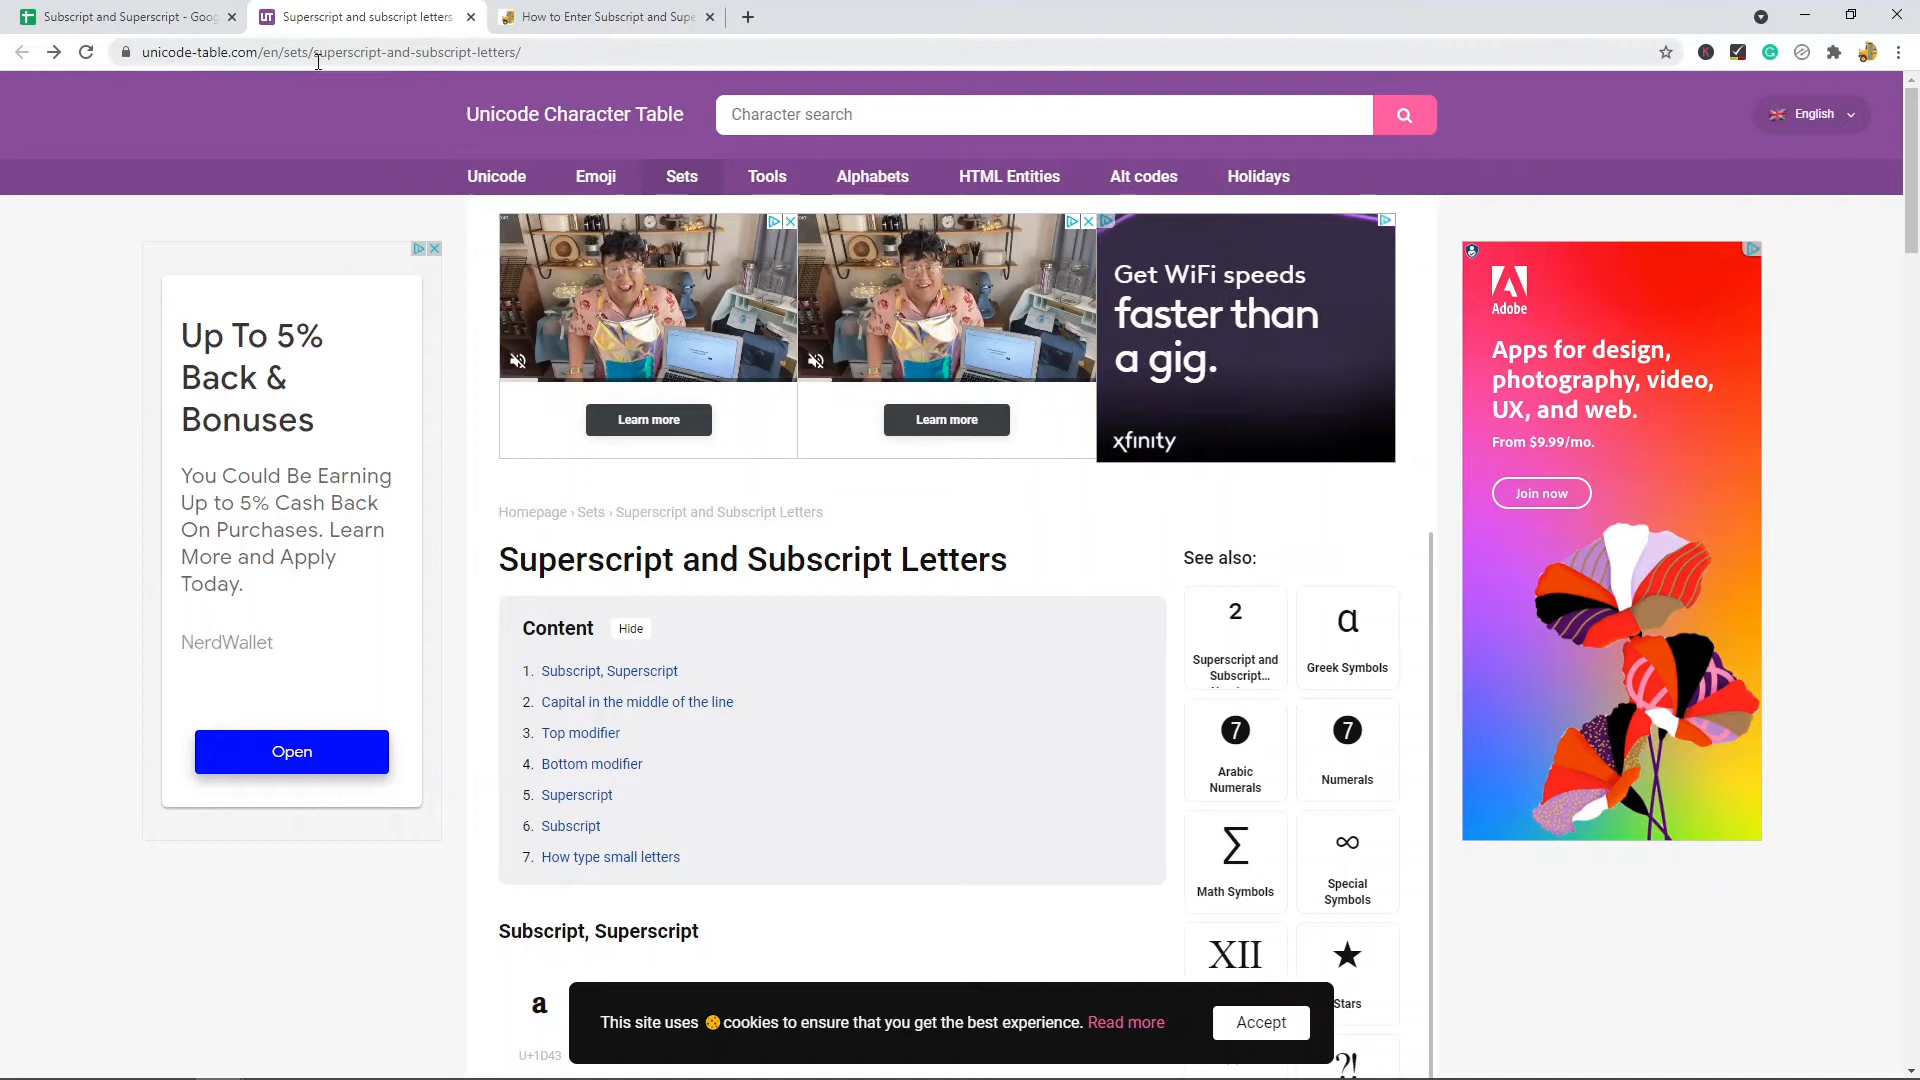 Subscript and Superscript - Goog
Superscript and subscript letters
How to Enter Subscript and Supe
unicode-table.com/en/sets/superscript-and-subscript-letters/
Unicode Character Table
Character search
English
Unicode
Emoji
Sets
Tools
Alphabets
HTML Entities
Alt codes
Holidays
Up To 5%
Back &
Bonuses
You Could Be Earning
Up to 5% Cash Back
On Purchases. Learn
More and Apply
Today.
NerdWallet
Open
Learn more
Learn more
Get WiFi speeds
faster than
a gig.
xfinity
Adobe
Apps for design,
photography, video,
UX, and web.
From $9.99/mo.
Join now
Homepage › Sets › Superscript and Subscript Letters
Superscript and Subscript Letters
Content
Hide
1. Subscript, Superscript
2. Capital in the middle of the line
3. Top modifier
4. Bottom modifier
5. Superscript
6. Subscript
7. How type small letters
Subscript, Superscript
a
U+1D43
See also:
2
Superscript and
Subscript...
α
Greek Symbols
7
Arabic
Numerals
7
Numerals
∑
Math Symbols
∞
Special
Symbols
XII
★
Stars
?!
This site uses 🍪cookies to ensure that you get the best experience. Read more
Accept